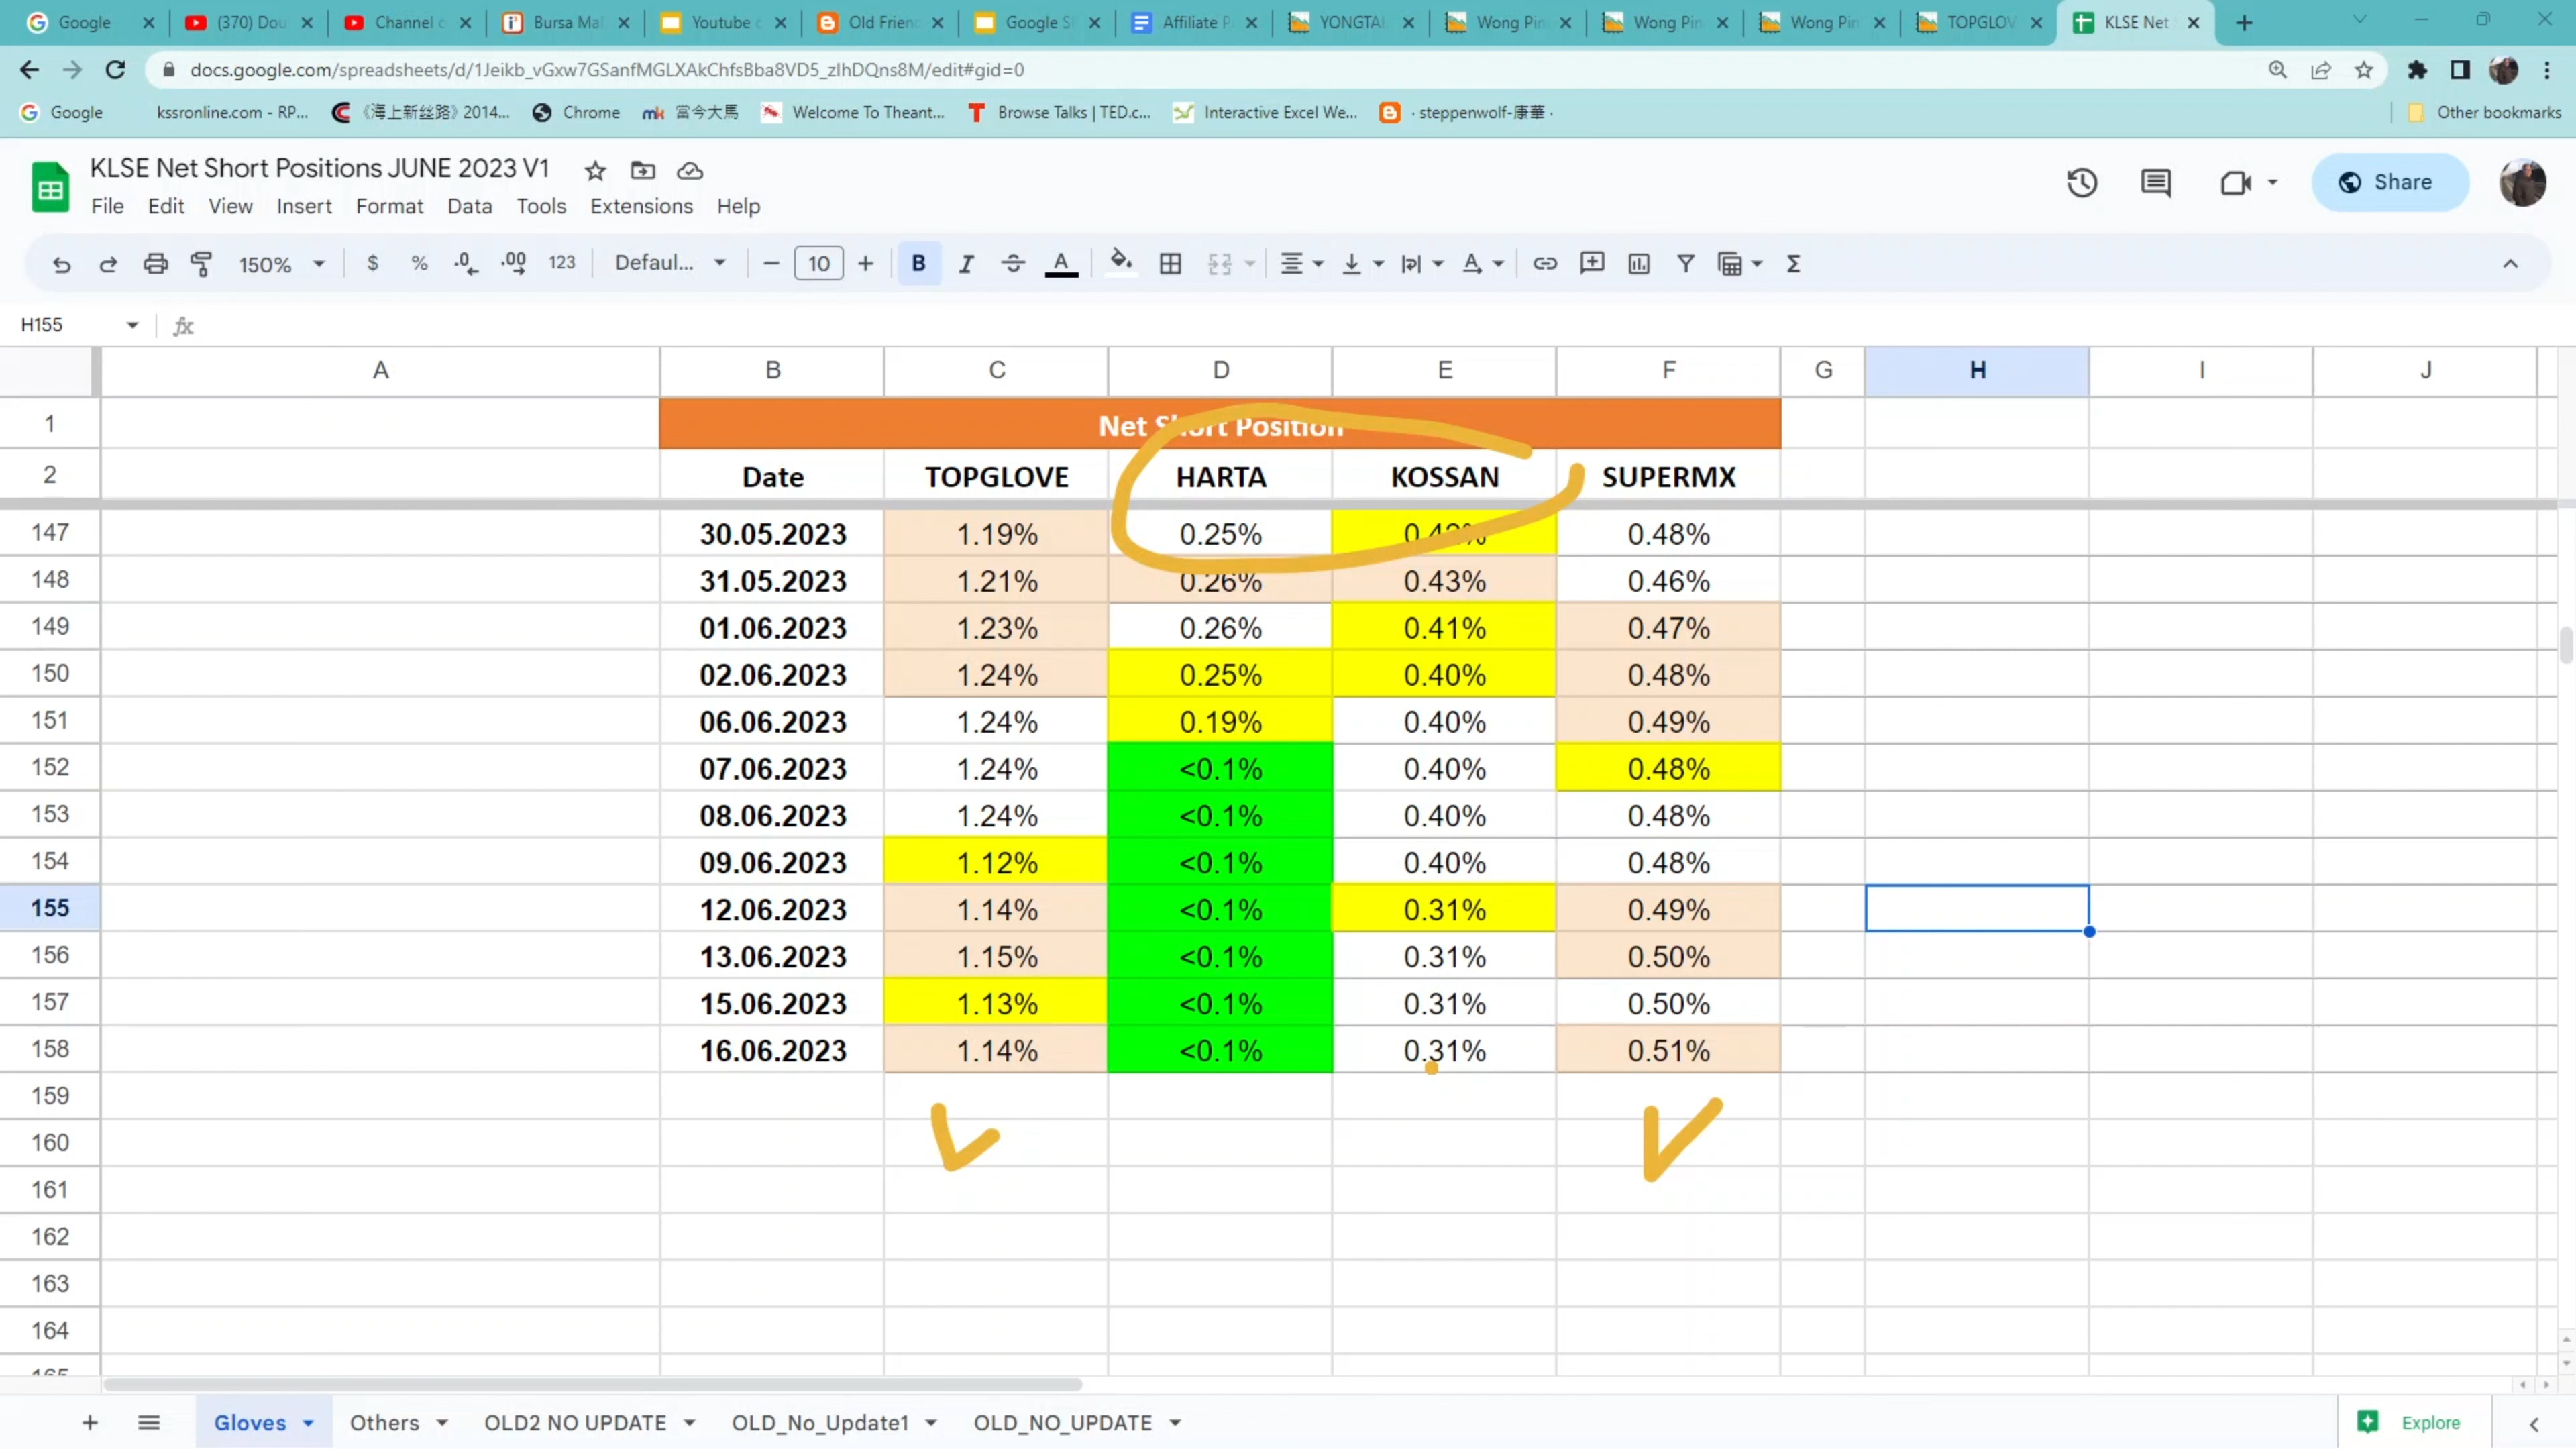 Google (370) Dou Channel c Bursa Mal Youtube c Old Frienc Google Sl Affiliate P YONGTAI Wong Pin Wong Pin Wong Pin TOPGLOV KLSE Net
docs.google.com/spreadsheets/d/1Jeikb_vGxw7GSanfMGLXAkChfsBba8VD5_zIhDQns8M/edit#gid=0
Google kssronline.com - RP... 《海上新丝路》2014... Chrome mk 當今大馬 Welcome To Theant... Browse Talks | TED.c... Interactive Excel We... · steppenwolf-康華 · Other bookmarks
KLSE Net Short Positions JUNE 2023 V1
File Edit View Insert Format Data Tools Extensions Help
Share
150% $ % .0 .00 123 Defaul... 10 B I A Σ
H155 fx
A B C D E F G H I J
1 Net Short Position
2 Date TOPGLOVE HARTA KOSSAN SUPERMX
147 30.05.2023 1.19% 0.25% 0.48%
148 31.05.2023 1.21% 0.26% 0.43% 0.46%
149 01.06.2023 1.23% 0.26% 0.41% 0.47%
150 02.06.2023 1.24% 0.25% 0.40% 0.48%
151 06.06.2023 1.24% 0.19% 0.40% 0.49%
152 07.06.2023 1.24% <0.1% 0.40% 0.48%
153 08.06.2023 1.24% <0.1% 0.40% 0.48%
154 09.06.2023 1.12% <0.1% 0.40% 0.48%
155 12.06.2023 1.14% <0.1% 0.31% 0.49%
156 13.06.2023 1.15% <0.1% 0.31% 0.50%
157 15.06.2023 1.13% <0.1% 0.31% 0.50%
158 16.06.2023 1.14% <0.1% 0.31% 0.51%
159
160
161
162
163
164
Gloves Others OLD2 NO UPDATE OLD_No_Update1 OLD_NO_UPDATE Explore